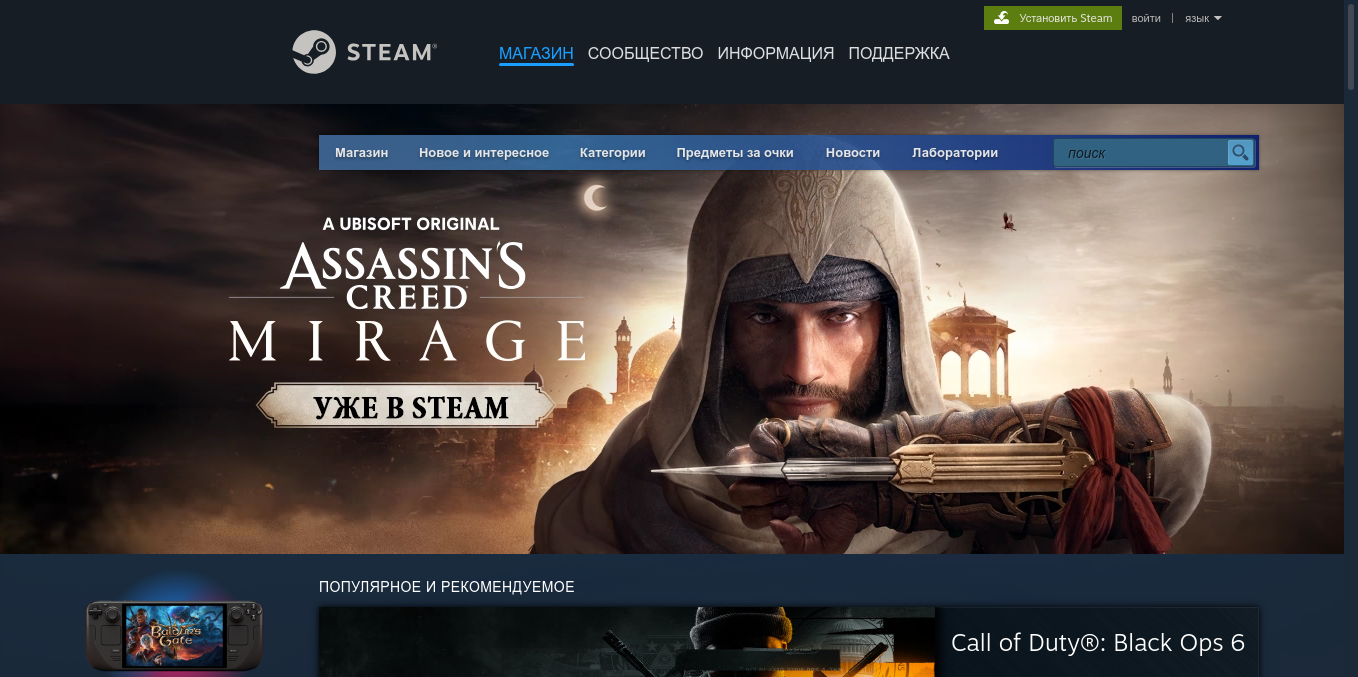 Установить Steam
войти | язык
STEAM®
МАГАЗИН СООБЩЕСТВО ИНФОРМАЦИЯ ПОДДЕРЖКА
Магазин Новое и интересное Категории Предметы за очки Новости Лаборатории поиск
A UBISOFT ORIGINAL
ASSASSIN'S
CREED
MIRAGE
УЖЕ В STEAM
ПОПУЛЯРНОЕ И РЕКОМЕНДУЕМОЕ
Baldur's
Gate
Call of Duty®: Black Ops 6